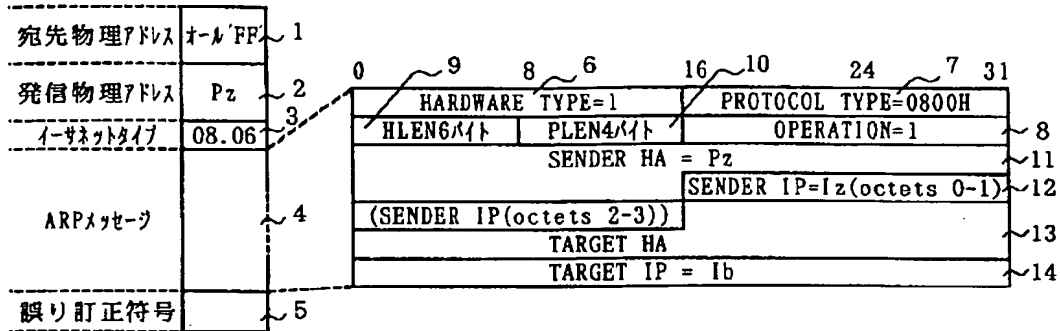 宛先物理アドレス オール'FF' 1
発信物理アドレス Pz 2
イーサネットタイプ 08.06 3
ARPメッセージ 4
誤り訂正符号 5
0 9 8 6 16 10 24 7 31
HARDWARE TYPE=1 PROTOCOL TYPE=0800H
HLEN6バイト PLEN4バイト OPERATION=1 8
SENDER HA = Pz 11
SENDER IP=Iz(octets 0-1) 12
(SENDER IP(octets 2-3))
TARGET HA 13
TARGET IP = Ib 14